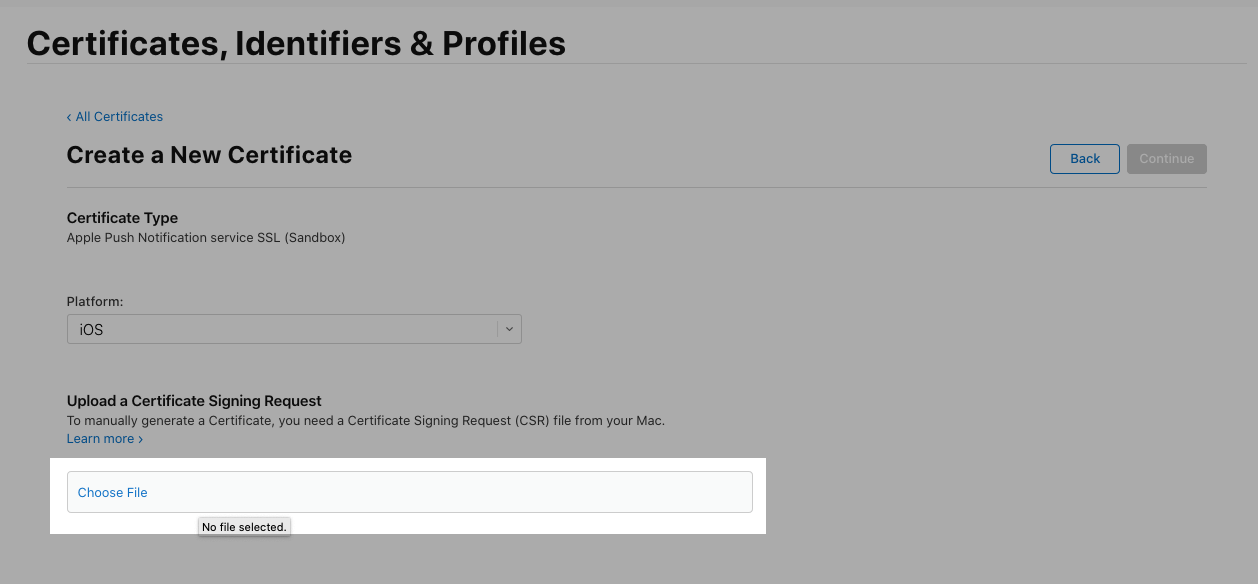 Certificates, Identifiers & Profiles
‹ All Certificates
Create a New Certificate
Back
Continue
Certificate Type
Apple Push Notification service SSL (Sandbox)
Platform:
iOS
Upload a Certificate Signing Request
To manually generate a Certificate, you need a Certificate Signing Request (CSR) file from your Mac.
Learn more ›
Choose File
No file selected.